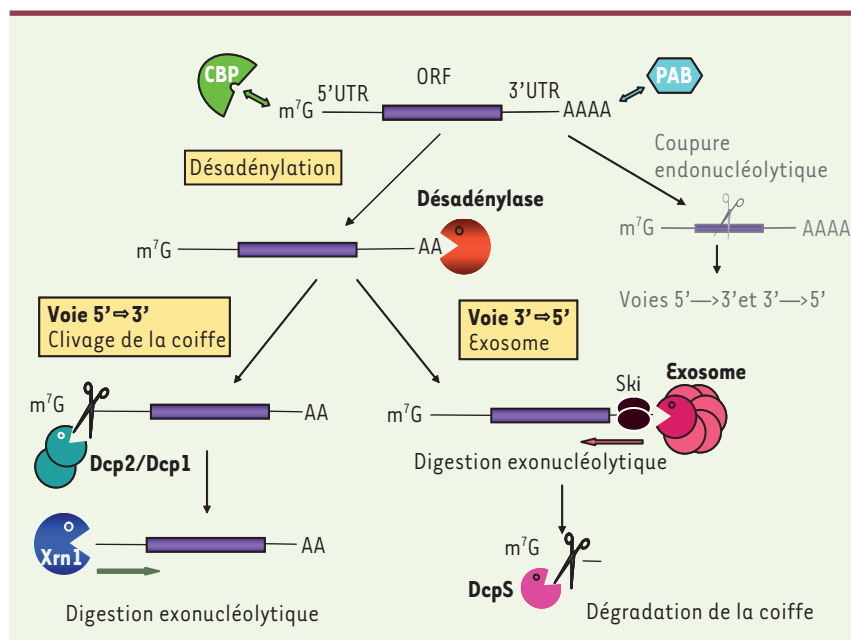 CBP
5'UTR
ORF
3'UTR
PAB
m⁷G
AAAA
Désadénylation
Coupure
endonucléolytique
Désadénylase
m⁷G
AA
m⁷G
AAAA
Voies 5'—>3'et 3'—>5'
Voie 5'⇨3'
Clivage de la coiffe
Voie 3'⇨5'
Exosome
m⁷G
AA
Dcp2/Dcp1
m⁷G
Ski
Exosome
Digestion exonucléolytique
Xrn1
AA
Digestion exonucléolytique
m⁷G
DcpS
Dégradation de la coiffe